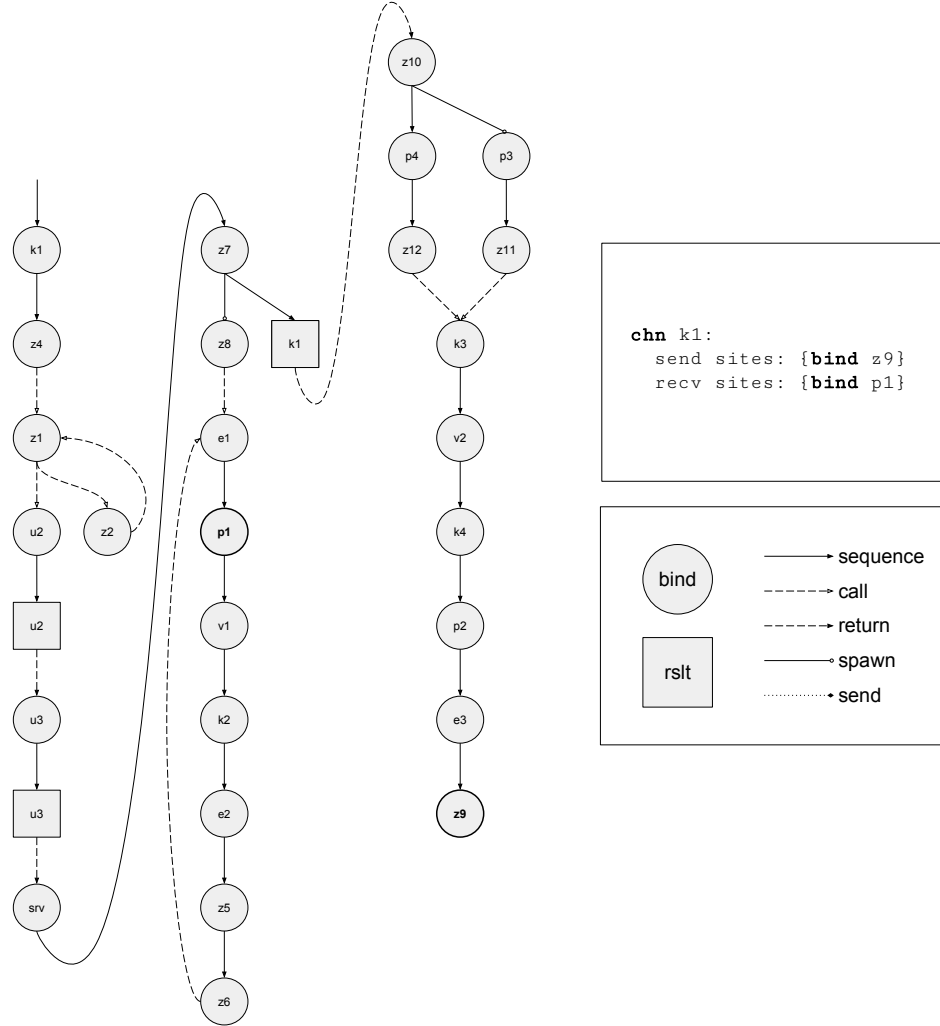 z10
p4
p3
k1
z7
z12
z11
z4
z8
k1
k3
chn k1:
send sites: {bind z9}
recv sites: {bind p1}
z1
e1
v2
u2
z2
p1
k4
bind
sequence
call
return
spawn
send
rslt
u2
v1
p2
u3
k2
e3
u3
e2
z9
srv
z5
z6